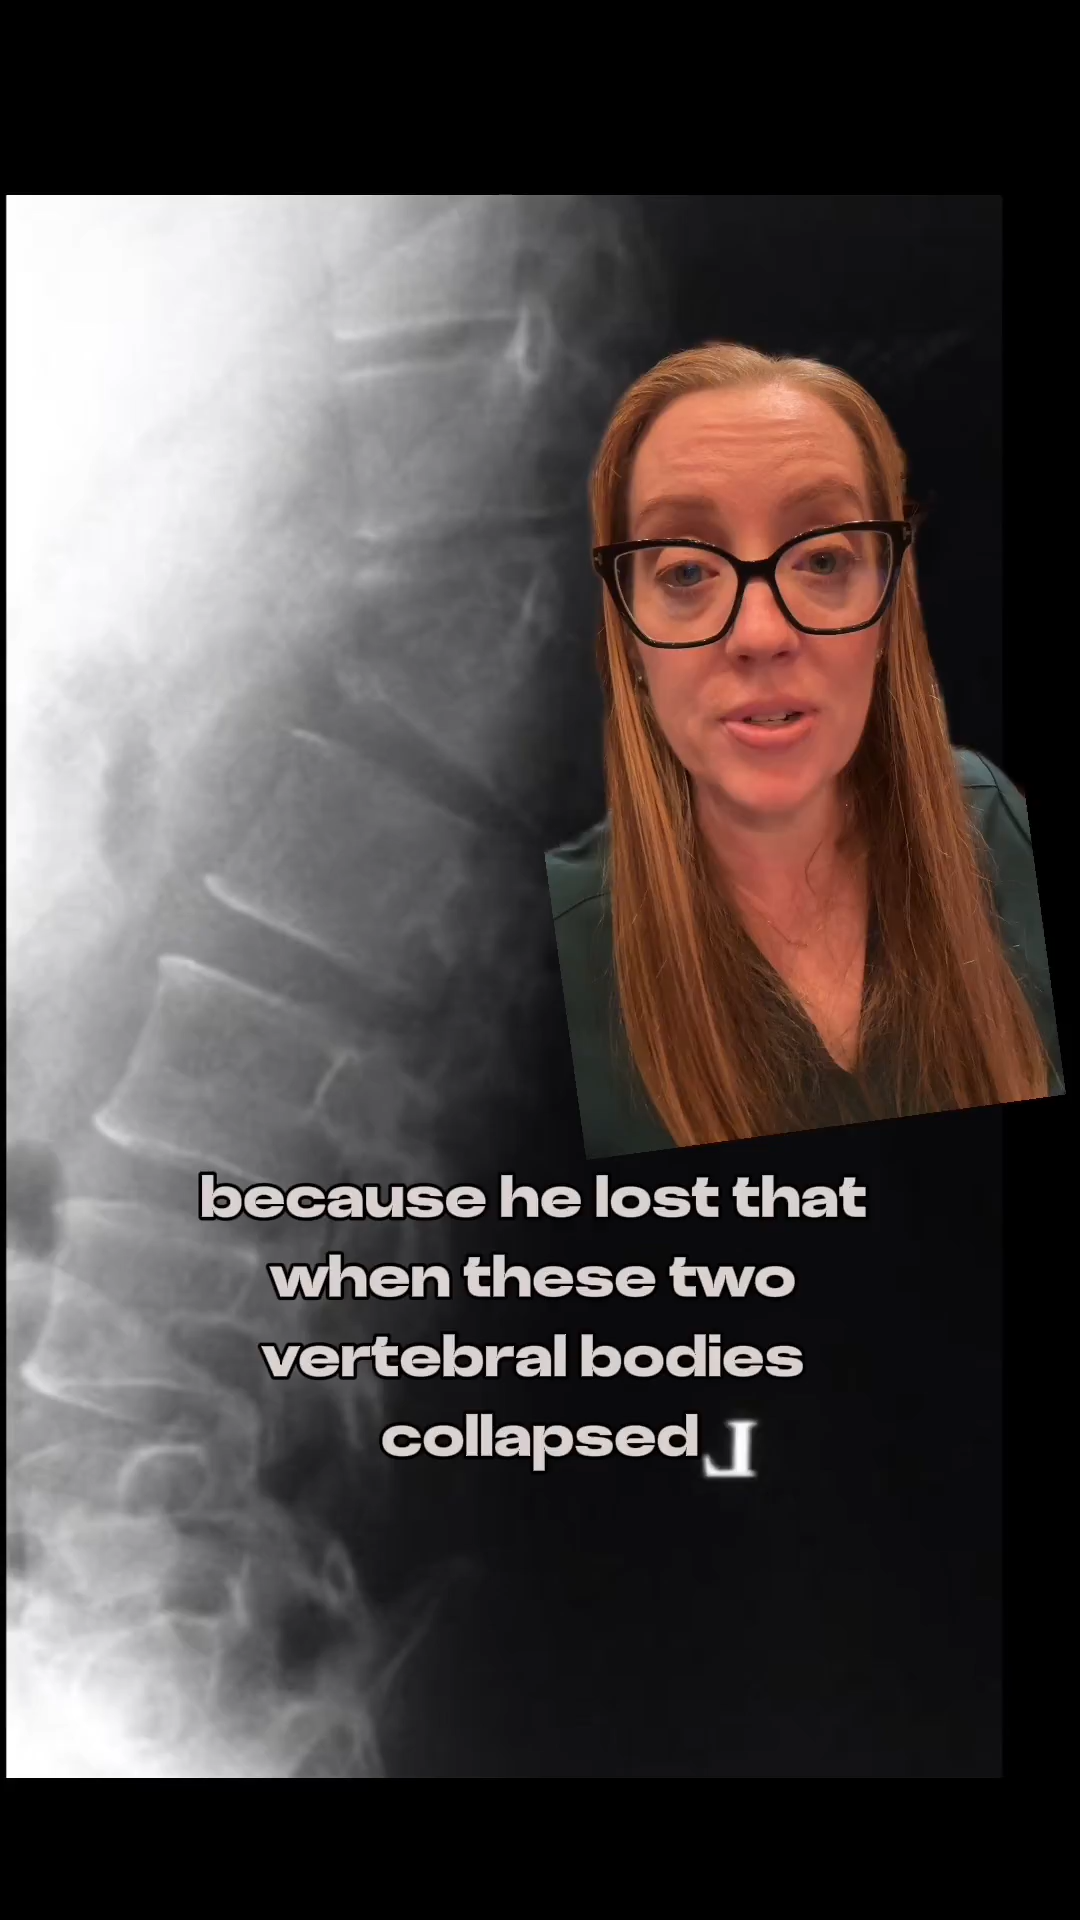 because he lost that
when these two
vertebral bodies
collapsed
L